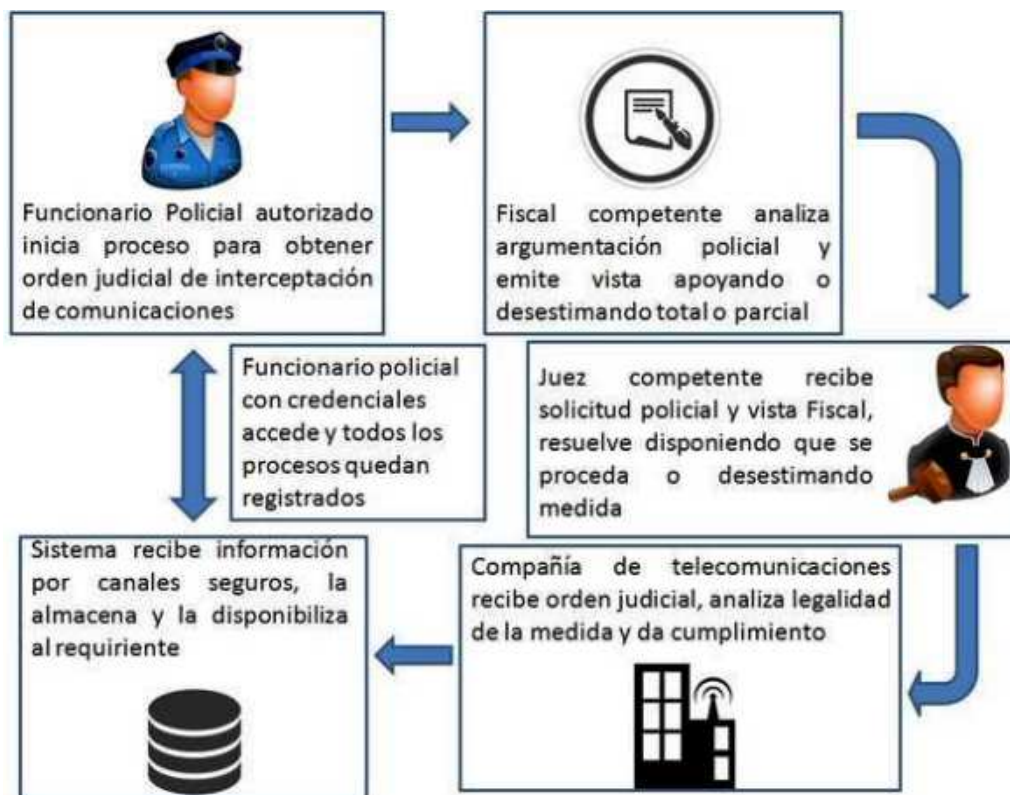 Funcionario Policial autorizado
inicia proceso para obtener
orden judicial de interceptación
de comunicaciones
Fiscal competente analiza
argumentación policial y
emite vista apoyando o
desestimando total o parcial
Juez competente recibe
solicitud policial y vista Fiscal,
resuelve disponiendo que se
proceda o desestimando
medida
Compañía de telecomunicaciones
recibe orden judicial, analiza legalidad
de la medida y da cumplimiento
Sistema recibe información
por canales seguros, la
almacena y la disponibiliza
al requiriente
Funcionario policial
con credenciales
accede y todos los
procesos quedan
registrados